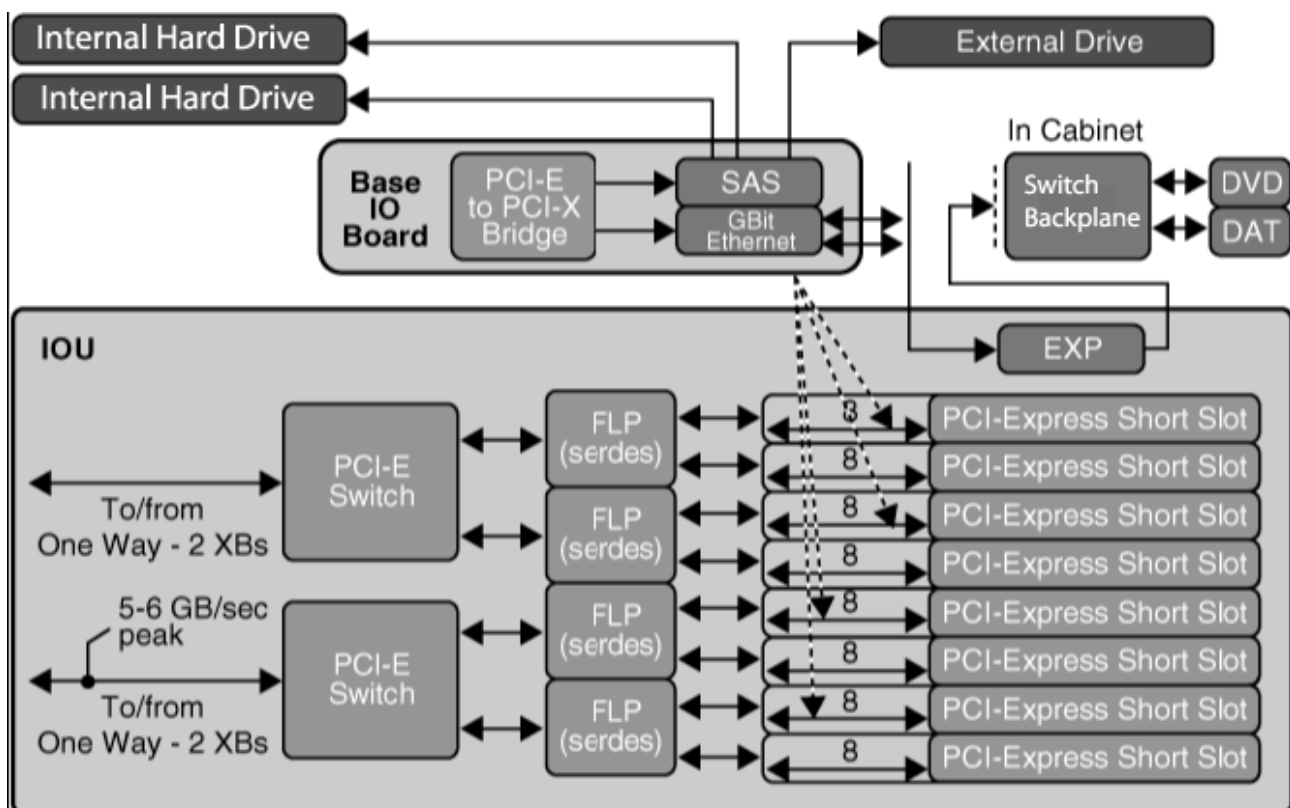 Internal Hard Drive
External Drive
Internal Hard Drive
In Cabinet
Base
IO
Board
PCI-E
to PCI-X
Bridge
SAS
GBit
Ethernet
Switch
Backplane
DVD
DAT
IOU
EXP
PCI-E
Switch
To/from
One Way - 2 XBs
5-6 GB/sec
peak
PCI-E
Switch
To/from
One Way - 2 XBs
FLP
(serdes)
FLP
(serdes)
FLP
(serdes)
FLP
(serdes)
8 PCI-Express Short Slot
8 PCI-Express Short Slot
8 PCI-Express Short Slot
8 PCI-Express Short Slot
8 PCI-Express Short Slot
8 PCI-Express Short Slot
8 PCI-Express Short Slot
8 PCI-Express Short Slot